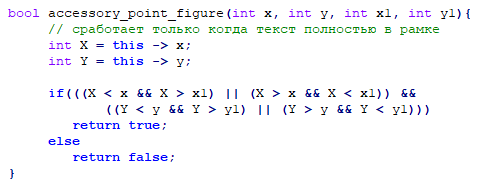 bool accessory_point_figure(int x, int y, int x1, int y1){
// сработает только когда текст полностью в рамке
int X = this -> x;
int Y = this -> y;
if(((X < x && X > x1) || (X > x && X < x1)) &&
((Y < y && Y > y1) || (Y > y && Y < y1)))
return true;
else
return false;
}